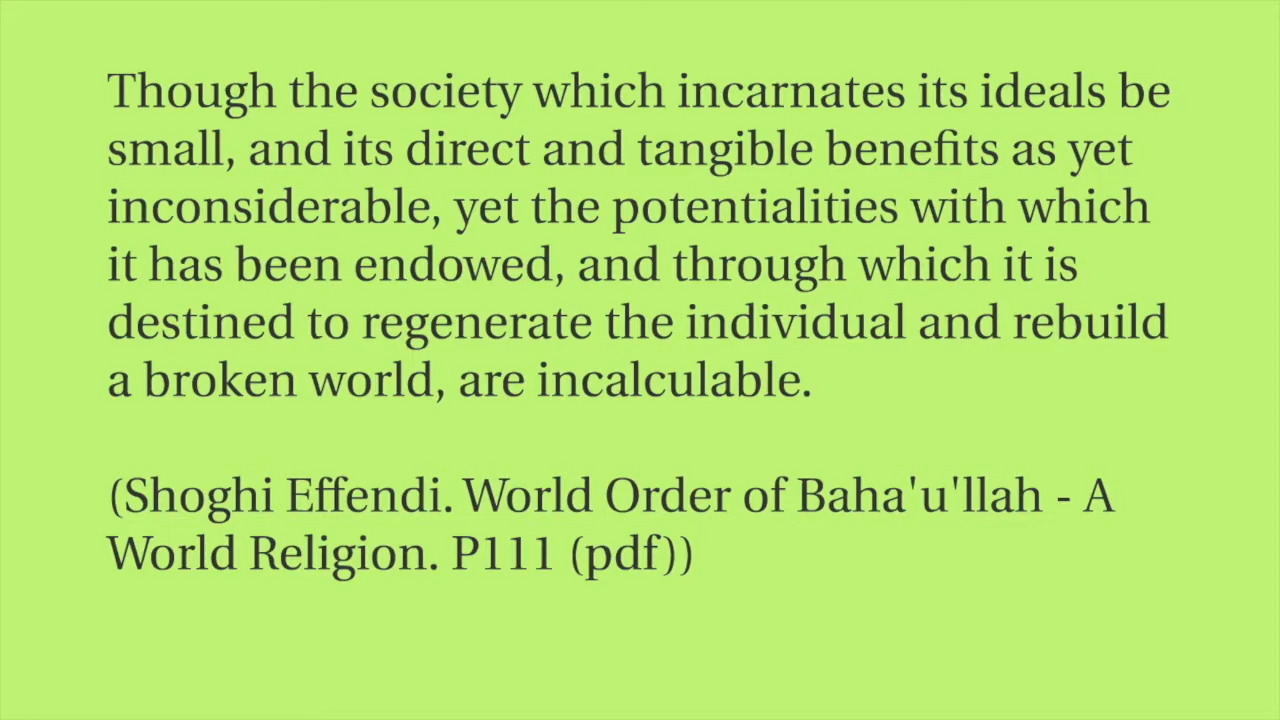 Though the society which incarnates its ideals be
small, and its direct and tangible benefits as yet
inconsiderable, yet the potentialities with which
it has been endowed, and through which it is
destined to regenerate the individual and rebuild
a broken world, are incalculable.
(Shoghi Effendi. World Order of Baha'u'llah - A
World Religion. P111 (pdf))